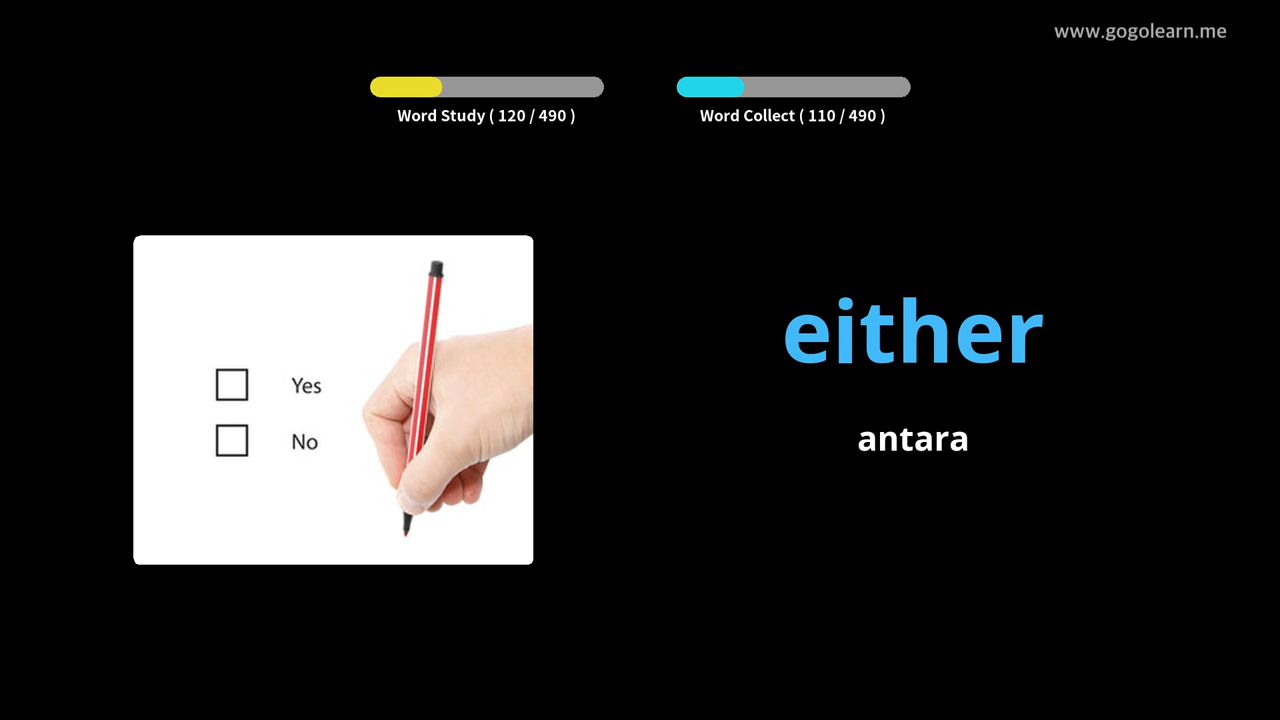 www.gogolearn.me
Word Study ( 120 / 490 )
Word Collect ( 110 / 490 )
Yes
No
either
antara